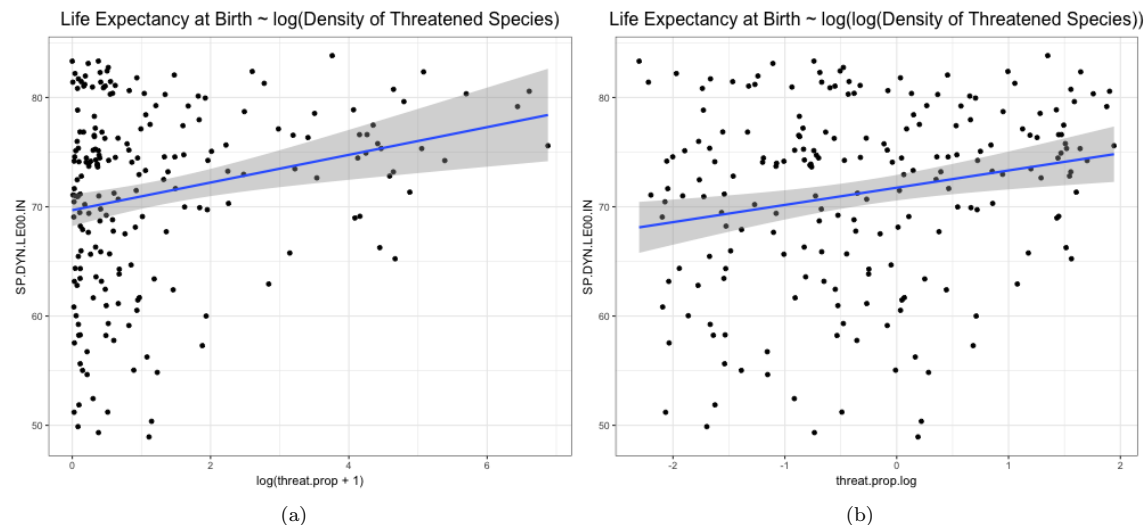 Life Expectancy at Birth ~ log(Density of Threatened Species)
SP.DYN.LE00.IN
80
70
60
50
0 2 4 6
log(threat.prop + 1)
(a)
Life Expectancy at Birth ~ log(log(Density of Threatened Species))
SP.DYN.LE00.IN
80
70
60
50
-2 -1 0 1 2
threat.prop.log
(b)